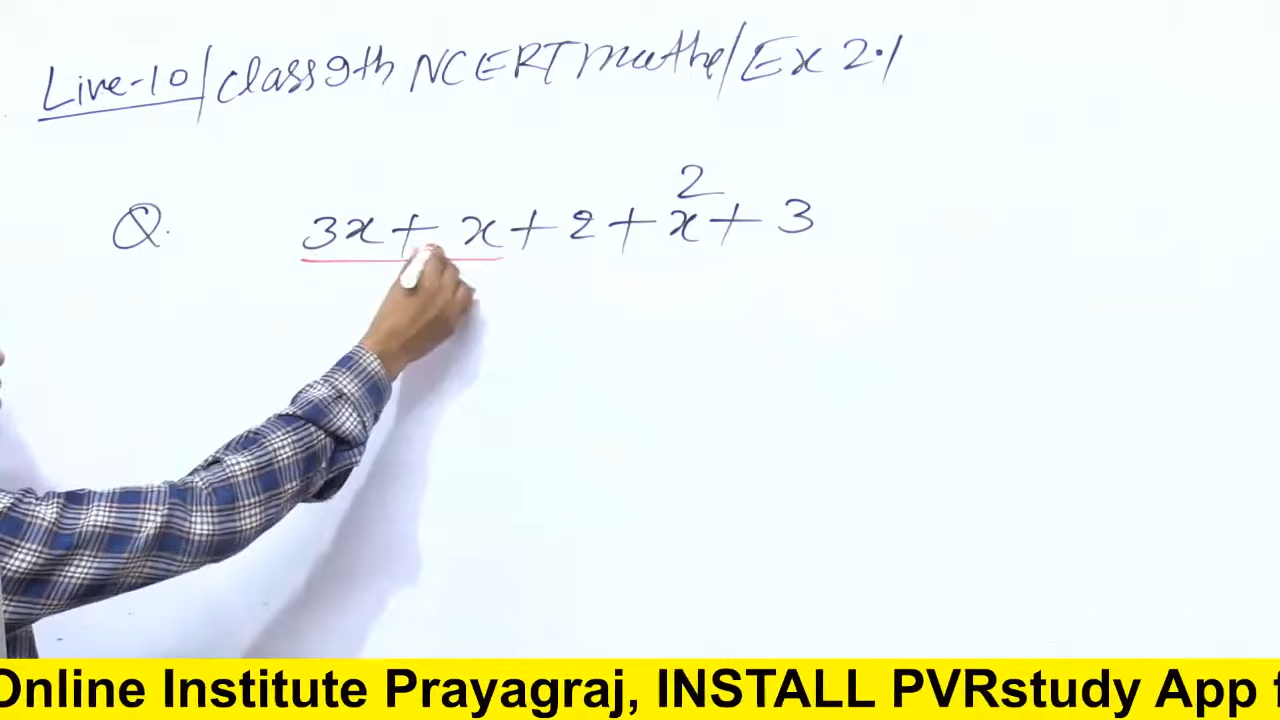 Live-10/class 9th NCERT maths/Ex 2.1
Q. 3x + x + 2 + x² + 3
Online Institute Prayagraj, INSTALL PVRstudy App